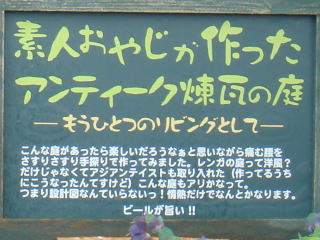 素人おやじが作った
アンティーク煉瓦の庭
―もうひとつのリビングとして―
こんな庭があったら楽しいだろうなぁと思いながら痛む腰を
さすりさすり手探りで作ってみました。レンガの庭って洋風?
だけじゃなくてアジアンテイストも取り入れた(作ってるうち
にこうなったんてすけど)こんな庭もアリかなって。
つまり設計図なんていらないっ!情熱だけでなんとかなります。
ビールが旨い!!